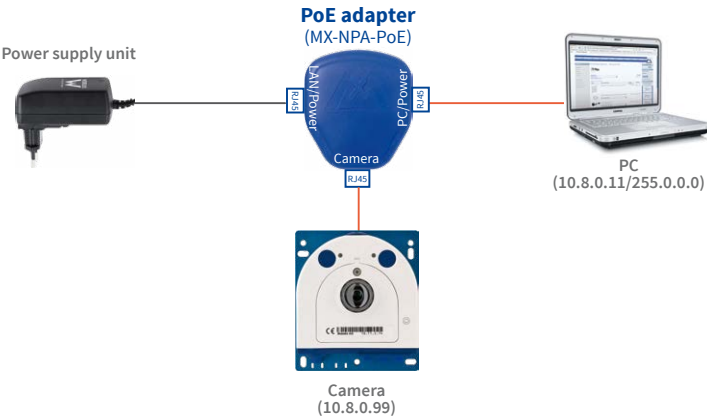 PoE adapter
(MX-NPA-PoE)
Power supply unit
LAN/Power
RJ45
PC/Power
RJ45
Camera
RJ45
PC
(10.8.0.11/255.0.0.0)
CE
Camera
(10.8.0.99)